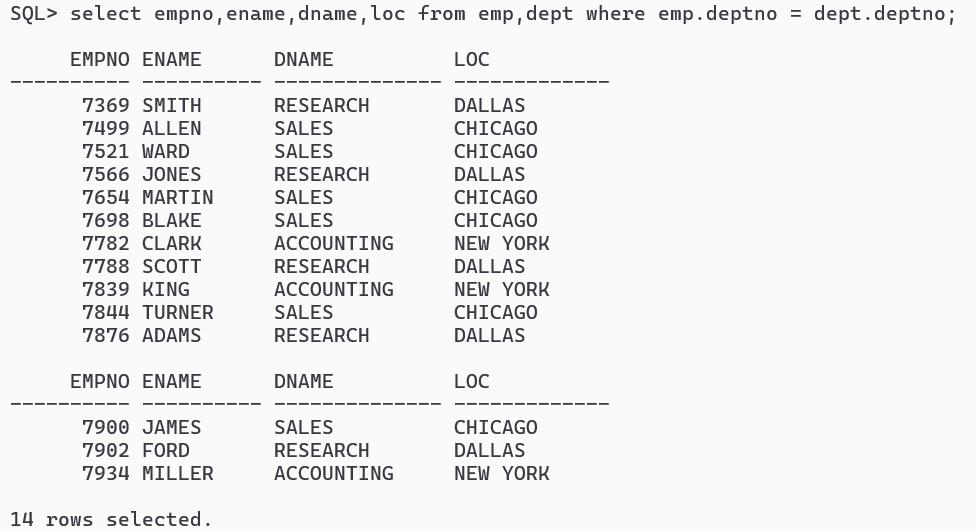 SQL> select empno,ename,dname,loc from emp,dept where emp.deptno = dept.deptno;
     EMPNO ENAME      DNAME          LOC
---------- ---------- -------------- -------------
      7369 SMITH      RESEARCH       DALLAS
      7499 ALLEN      SALES          CHICAGO
      7521 WARD       SALES          CHICAGO
      7566 JONES      RESEARCH       DALLAS
      7654 MARTIN     SALES          CHICAGO
      7698 BLAKE      SALES          CHICAGO
      7782 CLARK      ACCOUNTING     NEW YORK
      7788 SCOTT      RESEARCH       DALLAS
      7839 KING       ACCOUNTING     NEW YORK
      7844 TURNER     SALES          CHICAGO
      7876 ADAMS      RESEARCH       DALLAS
     EMPNO ENAME      DNAME          LOC
---------- ---------- -------------- -------------
      7900 JAMES      SALES          CHICAGO
      7902 FORD       RESEARCH       DALLAS
      7934 MILLER     ACCOUNTING     NEW YORK
14 rows selected.